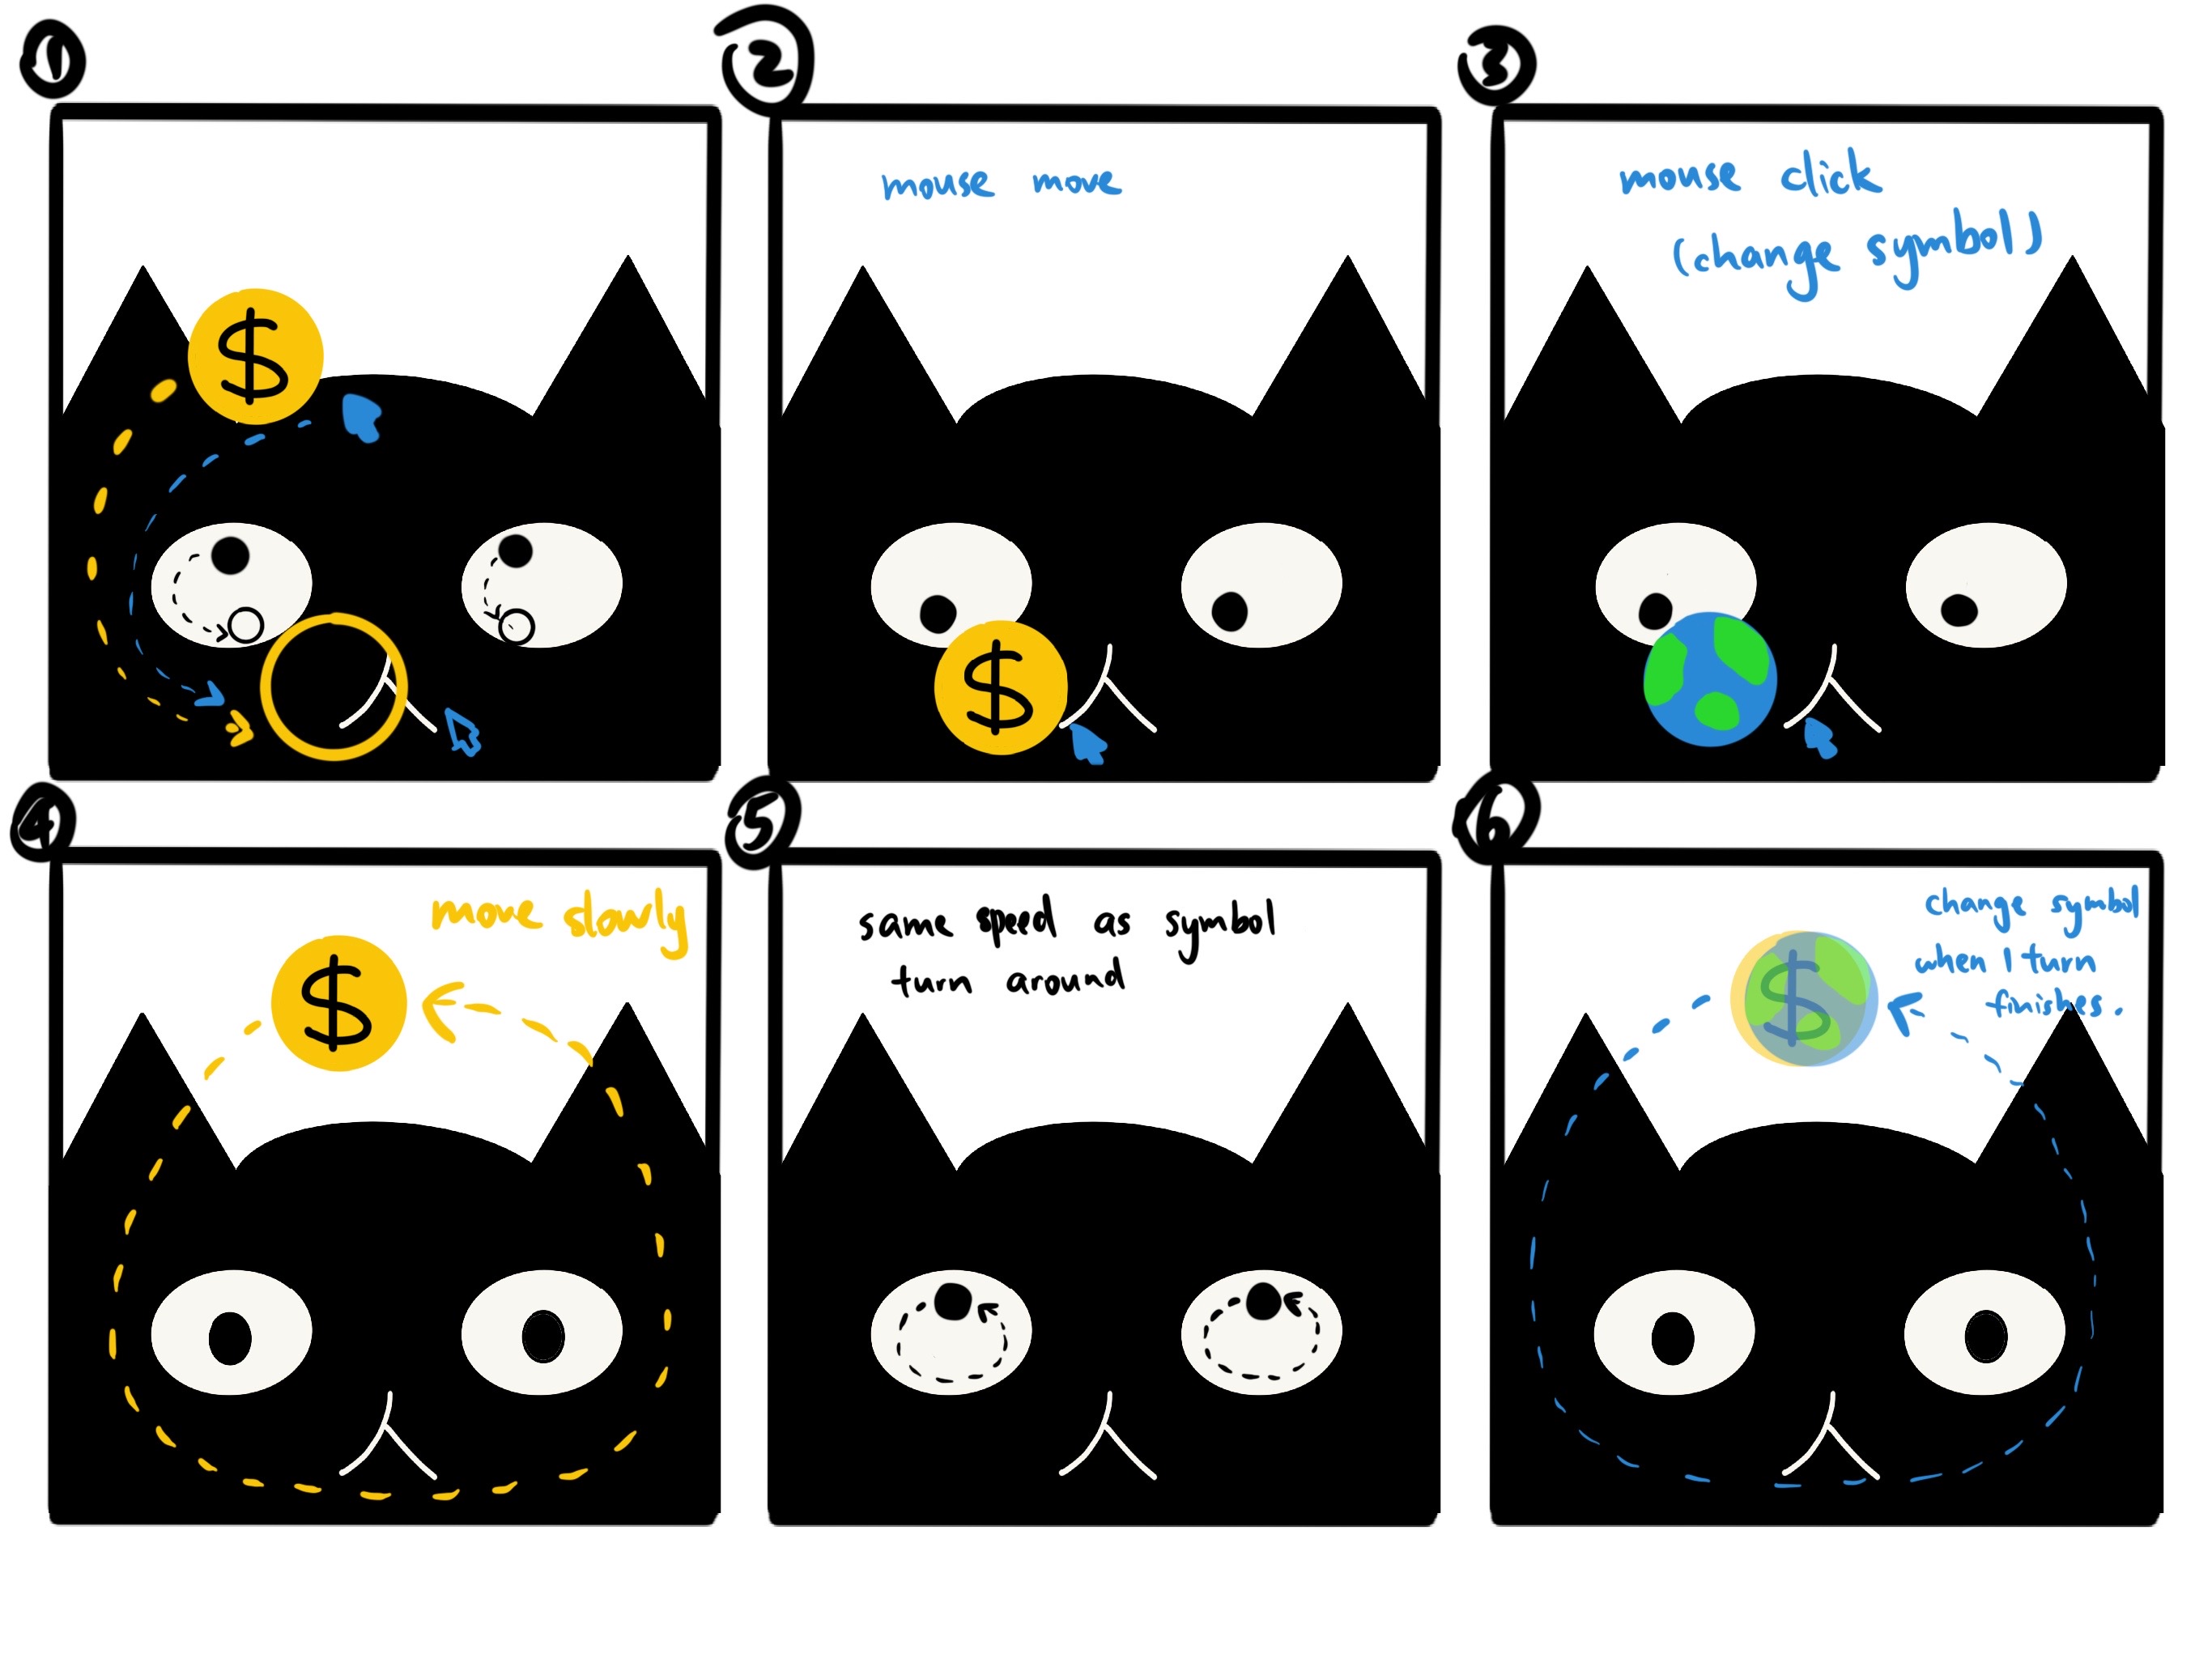 1
2
3
mouse move
mouse click
(change symbol)
$
$
4
5
6
move slowly
same speed as symbol
turn around
change symbol
when 1 turn
finishes.
$
$